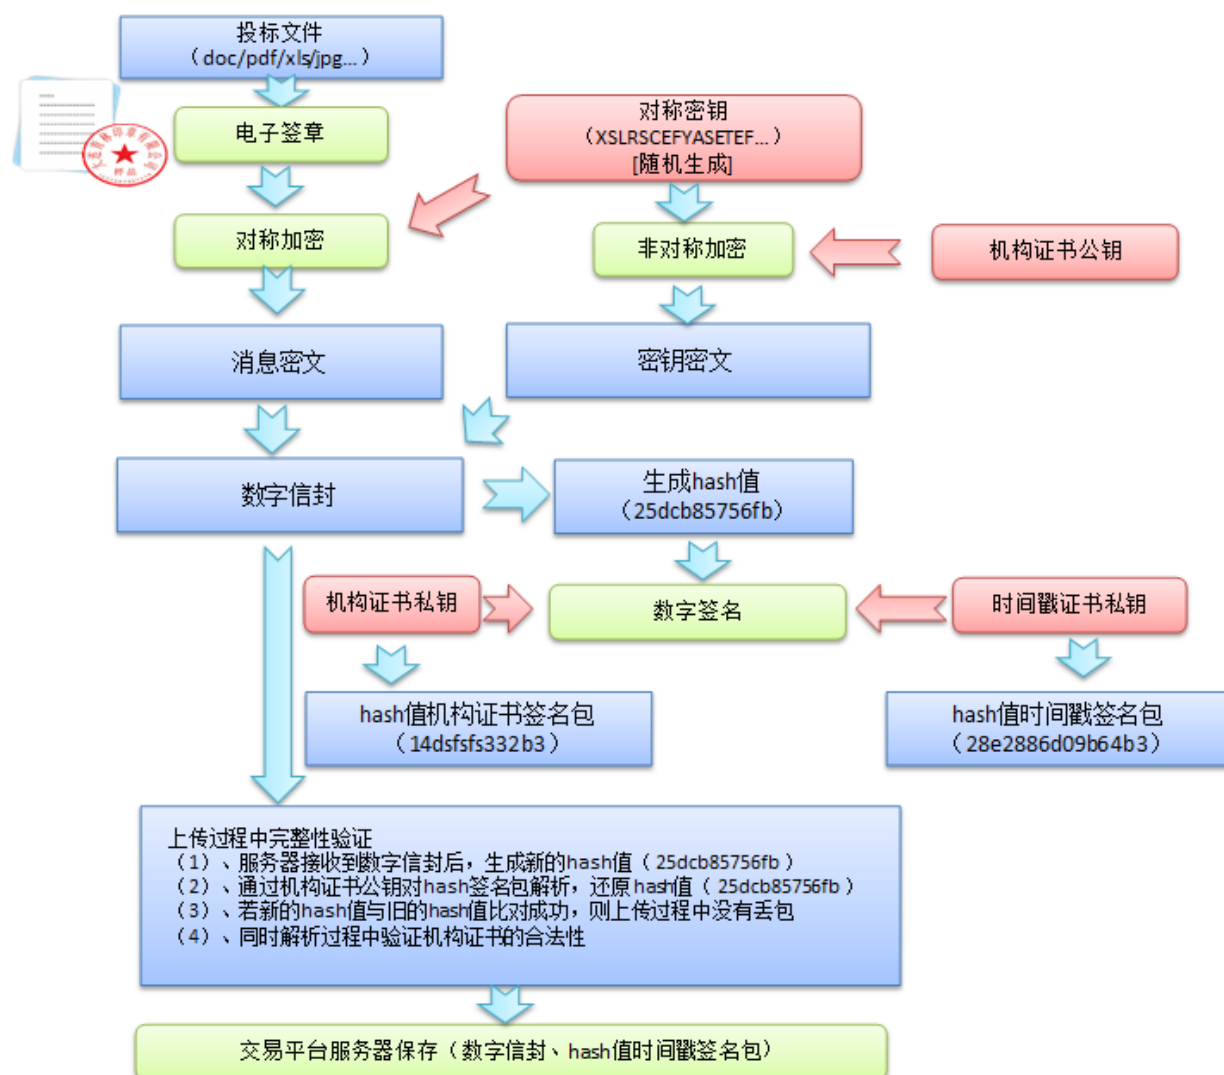 投标文件
（doc/pdf/xls/jpg...）
电子签章
样品
对称密钥
（XSLRSCEFYASETEF...）
[随机生成]
对称加密
非对称加密
机构证书公钥
消息密文
密钥密文
数字信封
生成hash值
（25dcb85756fb）
机构证书私钥
数字签名
时间戳证书私钥
hash值机构证书签名包
（14dsfsfs332b3）
hash值时间戳签名包
（28e2886d09b64b3）
上传过程中完整性验证
（1）、服务器接收到数字信封后，生成新的hash值（25dcb85756fb）
（2）、通过机构证书公钥对hash签名包解析，还原hash值（25dcb85756fb）
（3）、若新的hash值与旧的hash值比对成功，则上传过程中没有丢包
（4）、同时解析过程中验证机构证书的合法性
交易平台服务器保存（数字信封、hash值时间戳签名包）